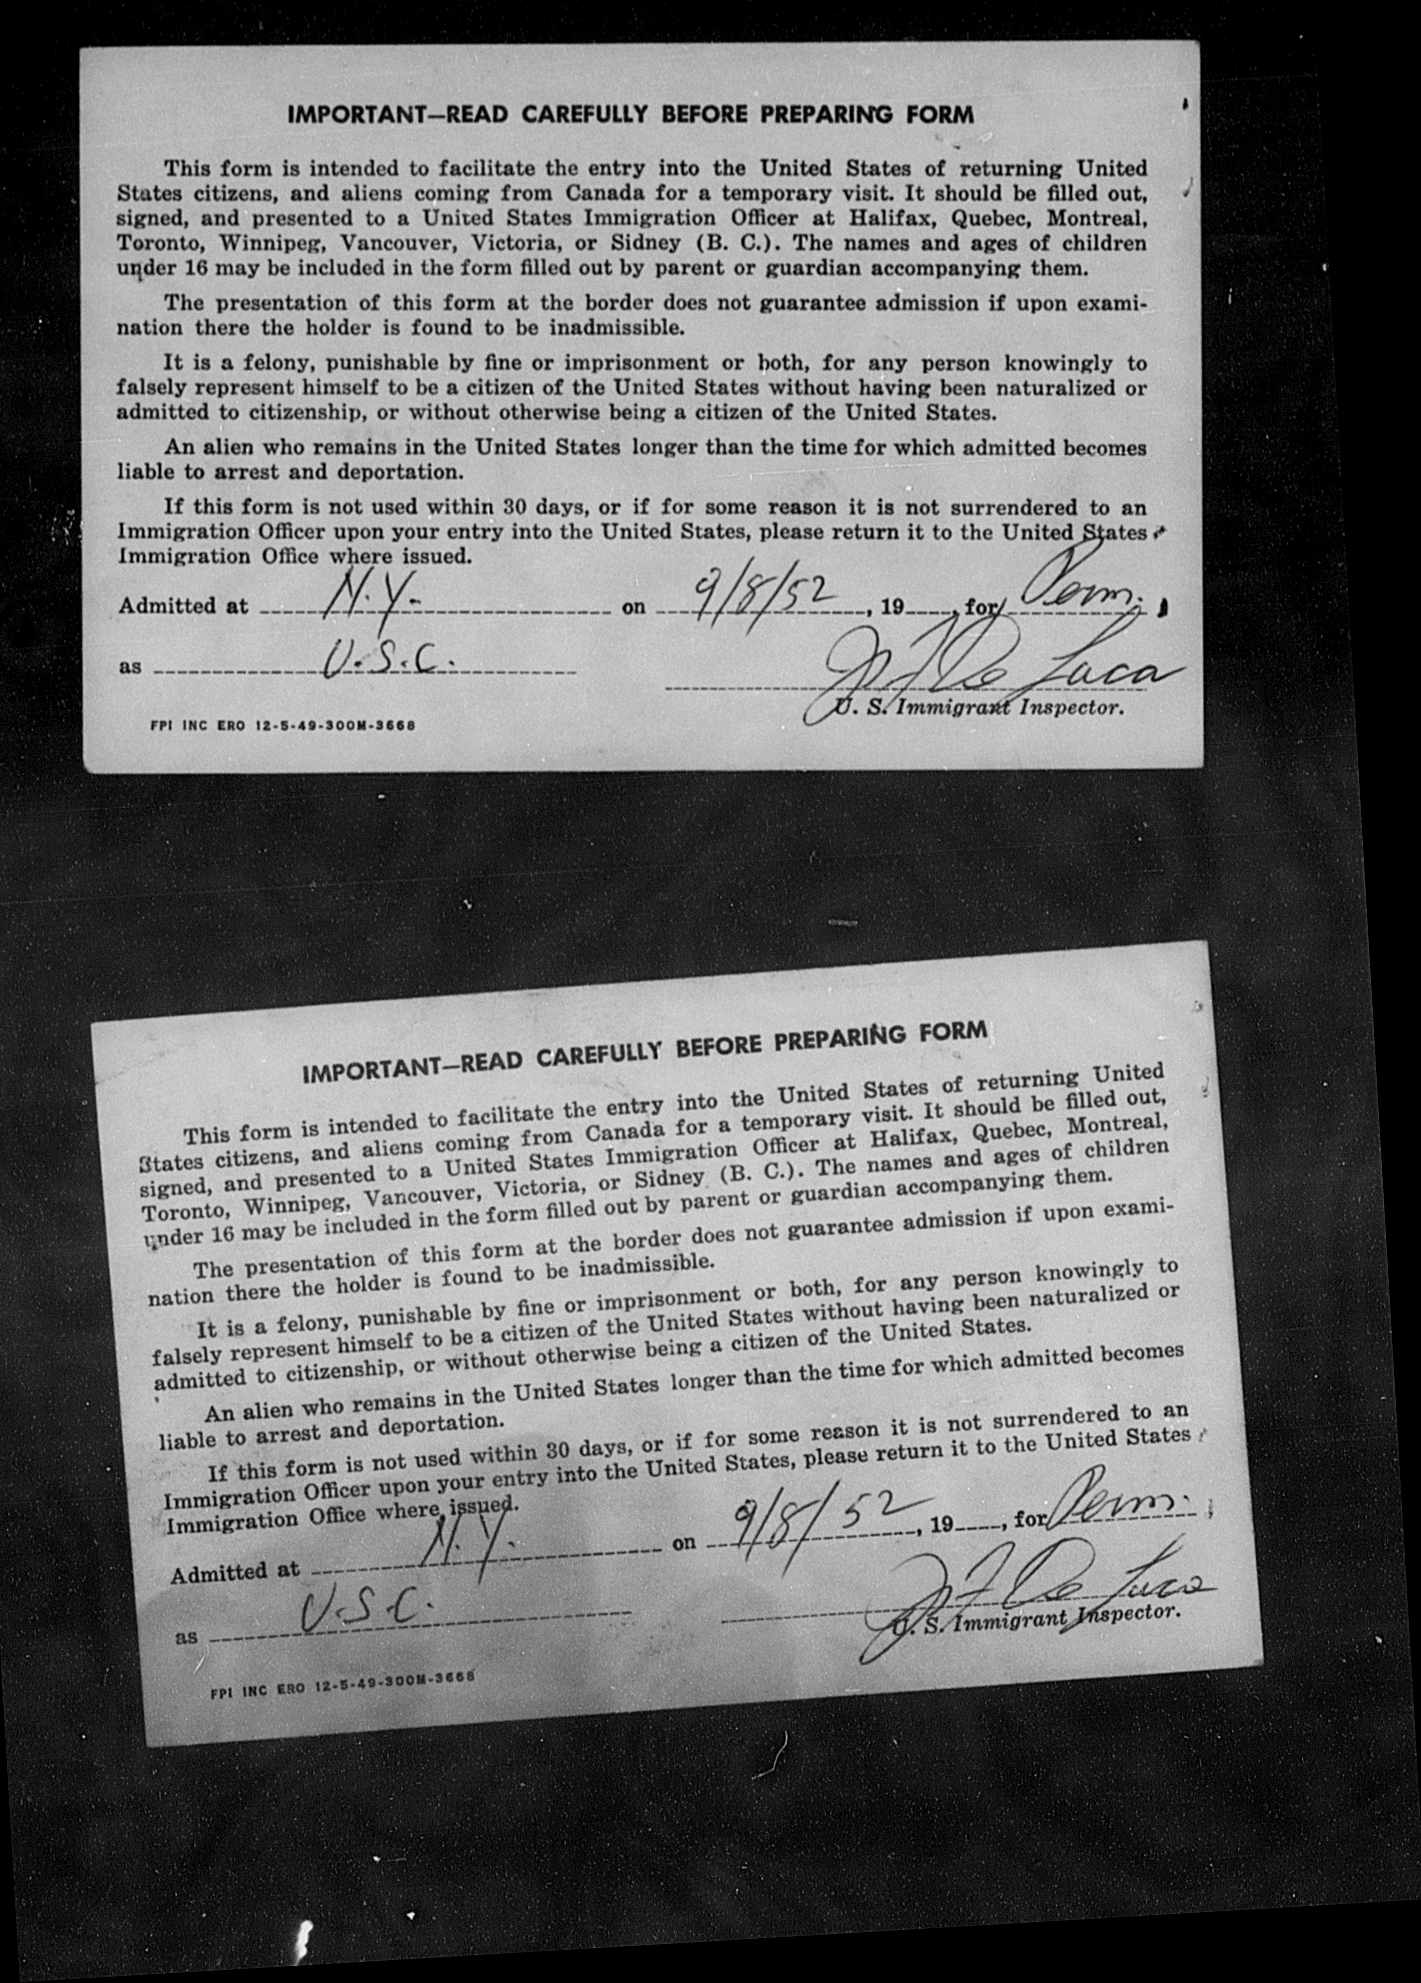 IMPORTANT—READ CAREFULLY BEFORE PREPARING FORM
This form is intended to facilitate the entry into the United States of returning United
States citizens, and aliens coming from Canada for a temporary visit. It should be filled out,
signed, and presented to a United States Immigration Officer at Halifax, Quebec, Montreal,
Toronto, Winnipeg, Vancouver, Victoria, or Sidney (B. C.). The names and ages of children
under 16 may be included in the form filled out by parent or guardian accompanying them.
The presentation of this form at the border does not guarantee admission if upon exami-
nation there the holder is found to be inadmissible.
It is a felony, punishable by fine or imprisonment or both, for any person knowingly to
falsely represent himself to be a citizen of the United States without having been naturalized or
admitted to citizenship, or without otherwise being a citizen of the United States.
An alien who remains in the United States longer than the time for which admitted becomes
liable to arrest and deportation.
If this form is not used within 30 days, or if for some reason it is not surrendered to an
Immigration Officer upon your entry into the United States, please return it to the United States
Immigration Office where issued.
Admitted at N.Y. on 9/8/52, 19____, for Perm.
as U.S.C. De Luca
U. S. Immigrant Inspector.
FPI INC ERO 12-5-49-300M-3668
IMPORTANT—READ CAREFULLY BEFORE PREPARING FORM
This form is intended to facilitate the entry into the United States of returning United
States citizens, and aliens coming from Canada for a temporary visit. It should be filled out,
signed, and presented to a United States Immigration Officer at Halifax, Quebec, Montreal,
Toronto, Winnipeg, Vancouver, Victoria, or Sidney (B. C.). The names and ages of children
under 16 may be included in the form filled out by parent or guardian accompanying them.
The presentation of this form at the border does not guarantee admission if upon exami-
nation there the holder is found to be inadmissible.
It is a felony, punishable by fine or imprisonment or both, for any person knowingly to
falsely represent himself to be a citizen of the United States without having been naturalized or
admitted to citizenship, or without otherwise being a citizen of the United States.
An alien who remains in the United States longer than the time for which admitted becomes
liable to arrest and deportation.
If this form is not used within 30 days, or if for some reason it is not surrendered to an
Immigration Officer upon your entry into the United States, please return it to the United States
Immigration Office where issued.
Admitted at N.Y. on 9/8/52, 19____, for Perm.
as U.S.C. De Luca
U. S. Immigrant Inspector.
FPI INC ERO 12-5-49-300M-3668